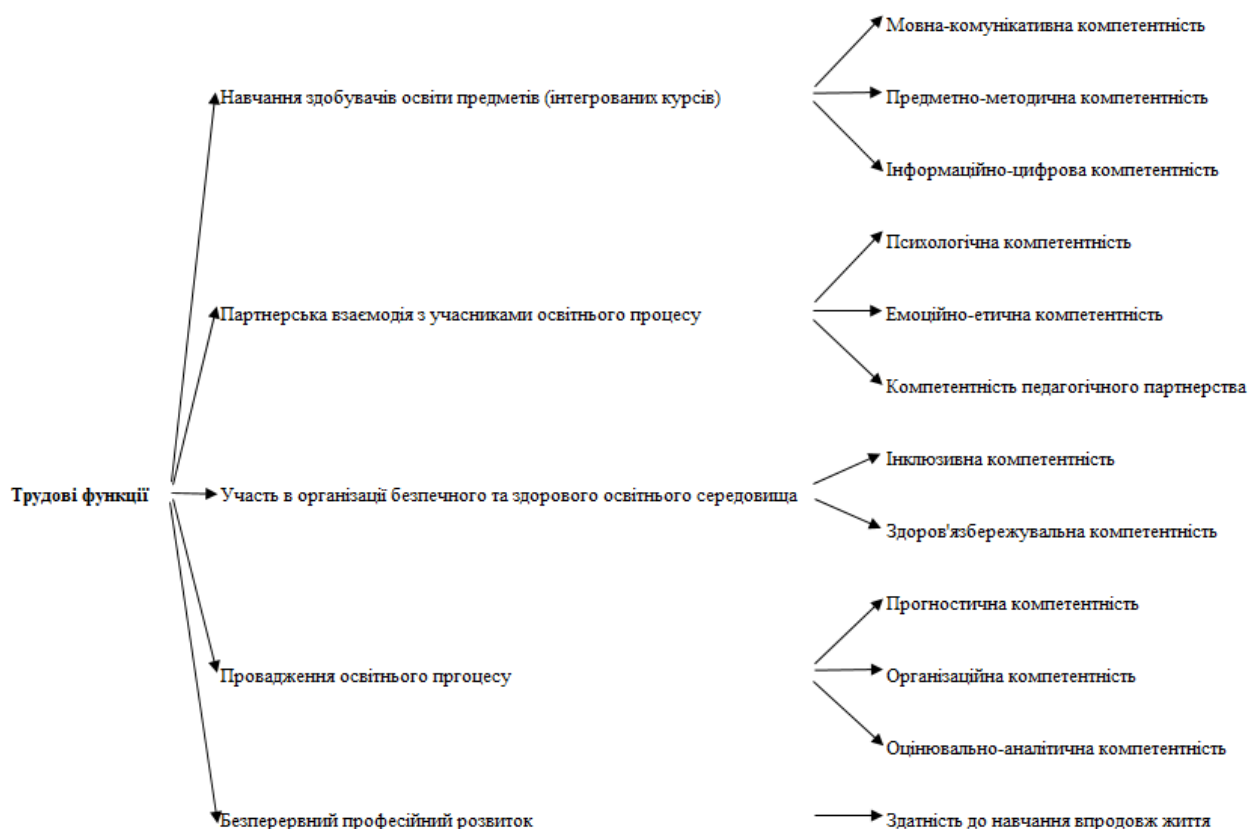 Трудові функції
Навчання здобувачів освіти предметів (інтегрованих курсів)
Мовна-комунікативна компетентність
Предметно-методична компетентність
Інформаційно-цифрова компетентність
Партнерська взаємодія з учасниками освітнього процесу
Психологічна компетентність
Емоційно-етична компетентність
Компетентність педагогічного партнерства
Участь в організації безпечного та здорового освітнього середовища
Інклюзивна компетентність
Здоров'язбережувальна компетентність
Провадження освітнього пргоцесу
Прогностична компетентність
Організаційна компетентність
Оцінювально-аналітична компетентність
Безперервний професійний розвиток
Здатність до навчання впродовж життя